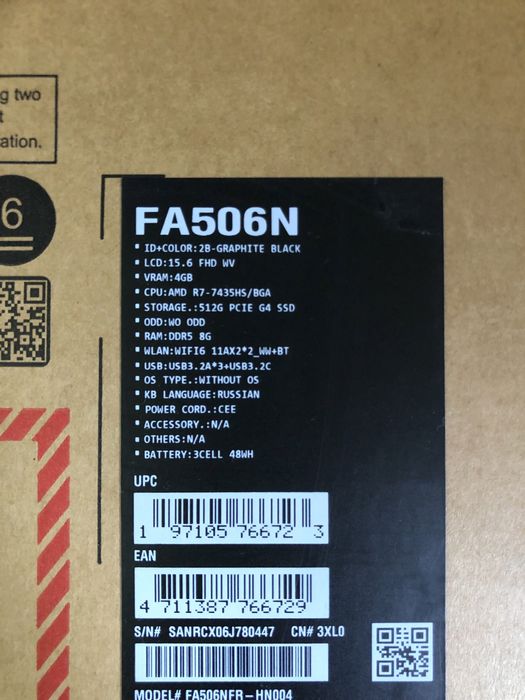 g two
t
ation.
6
FA506N
ID+COLOR:2B-GRAPHITE BLACK
LCD:15.6 FHD WV
VRAM:4GB
CPU:AMD R7-7435HS/BGA
STORAGE.:512G PCIE G4 SSD
ODD:WO ODD
RAM:DDR5 8G
WLAN:WIFI6 11AX2*2_WW+BT
USB:USB3.2A*3+USB3.2C
OS TYPE.:WITHOUT OS
KB LANGUAGE:RUSSIAN
POWER CORD.:CEE
ACCESSORY.:N/A
OTHERS:N/A
BATTERY:3CELL 48WH
UPC
1 97105 76672 3
EAN
4 711387 766729
S/N# SANRCX06J780447 CN# 3XL0
MODEL# FA506NFR-HN004